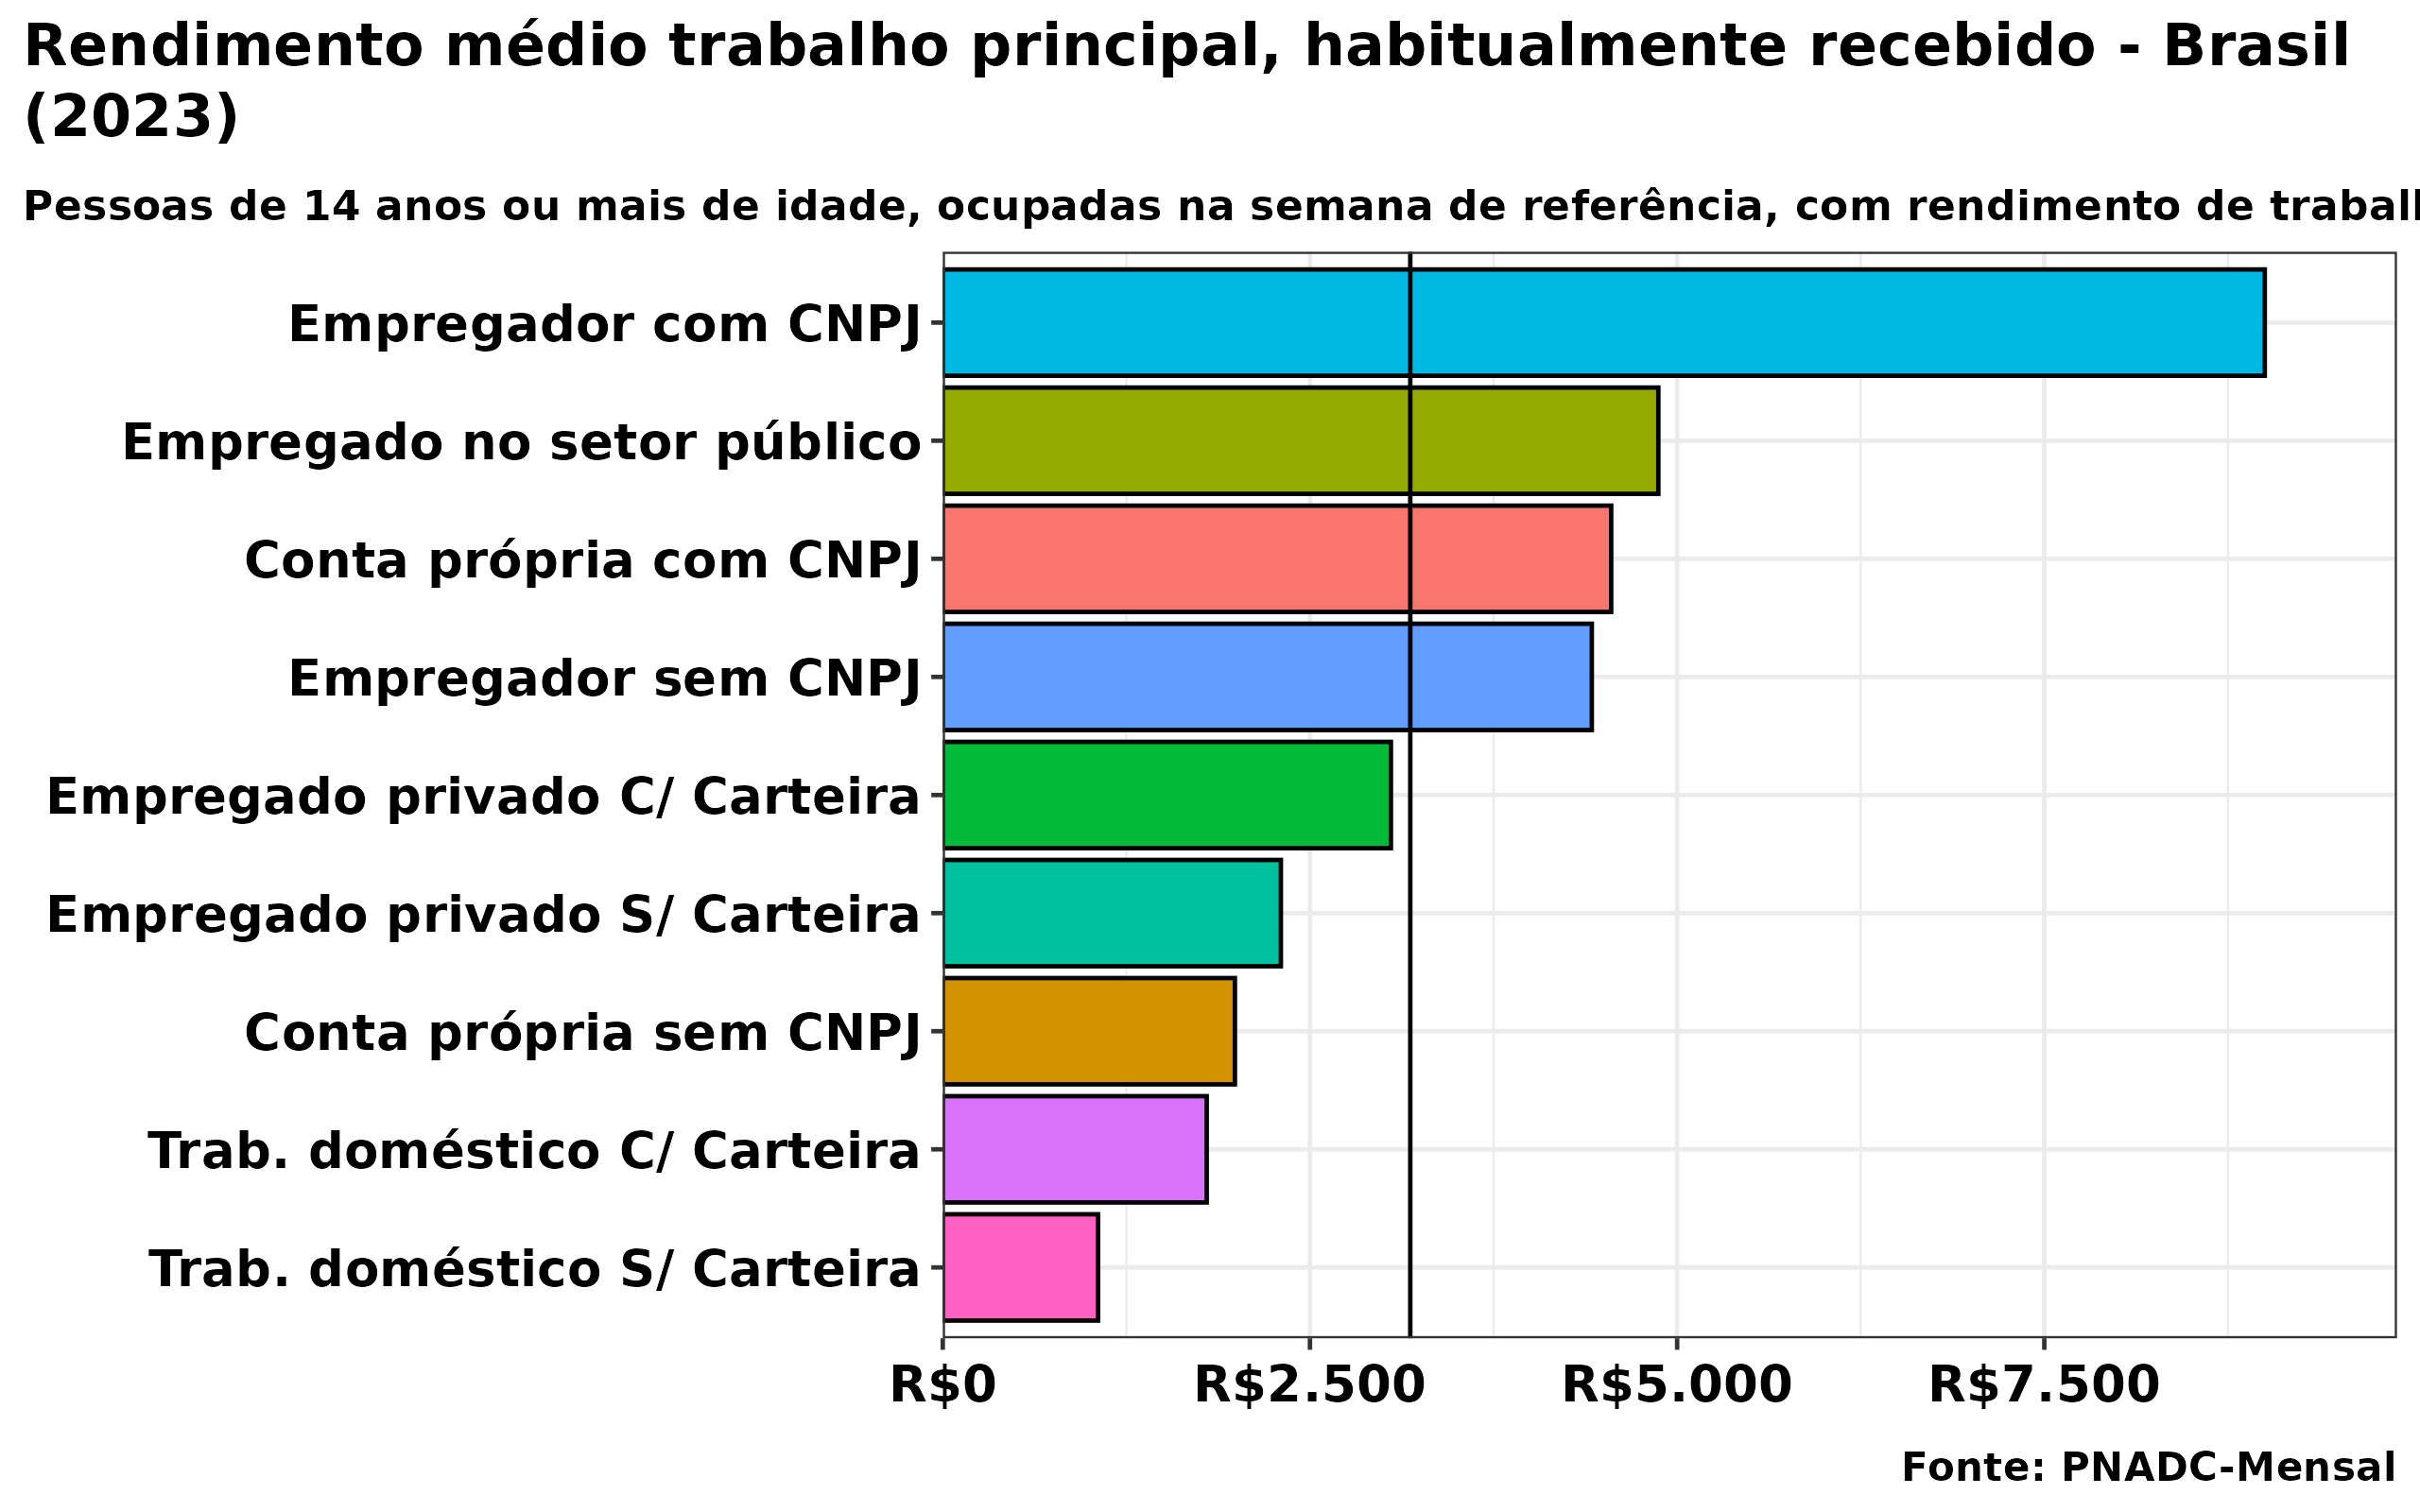 Rendimento médio trabalho principal, habitualmente recebido - Brasil
(2023)
Pessoas de 14 anos ou mais de idade, ocupadas na semana de referência, com rendimento de
Empregador com CNPJ
Empregado no setor público
Conta própria com CNPJ
Empregador sem CNPJ
Empregado privado C/ Carteira
Empregado privado S/ Carteira
Conta própria sem CNPJ
Trab. doméstico C/ Carteira
Trab. doméstico S/ Carteira
R$0 R$2.500 R$5.000 R$7.500
Fonte: PNADC-Mensal